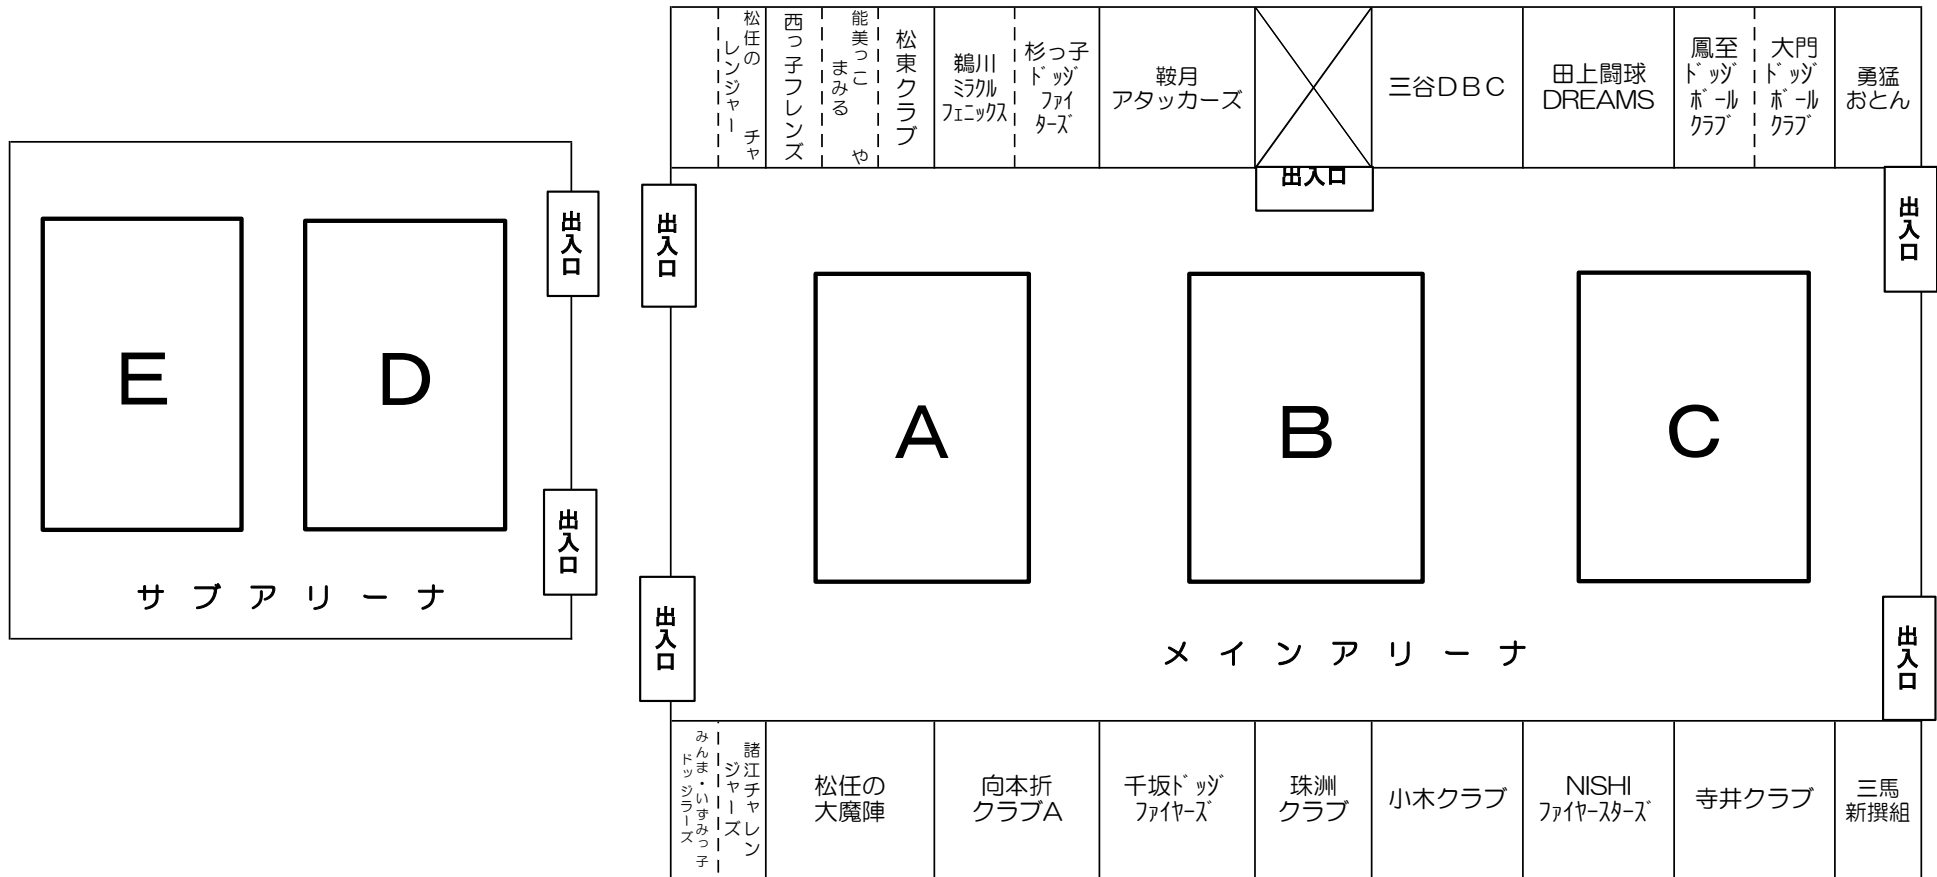 松任の　　チャ
レンジャー
西っ子フレンズ
能美っこ　　や
まみる
松東クラブ
鵜川
ﾐﾗｸﾙ
ﾌｪﾆｯｸｽ
杉っ子
ﾄﾞｯｼﾞ
ﾌｧｲ
ﾀｰｽﾞ
鞍月
アタッカーズ
三谷ＤＢＣ
田上闘球
DREAMS
鳳至
ﾄﾞｯｼﾞ
ﾎﾞｰﾙ
ｸﾗﾌﾞ
大門
ﾄﾞｯｼﾞ
ﾎﾞｰﾙ
ｸﾗﾌﾞ
勇猛
おとん
出入口
出入口
出入口
出入口
E
D
A
B
C
出入口
サブアリーナ
出入口
メインアリーナ
出入口
みんま・いずみっ子
ドッジラーズ
諸江チャレン
ジャーズ
松任の
大魔陣
向本折
クラブA
千坂ﾄﾞｯｼﾞ
ﾌｧｲﾔｰｽﾞ
珠洲
クラブ
小木クラブ
NISHI
ﾌｧｲﾔｰｽﾀｰｽﾞ
寺井クラブ
三馬
新撰組